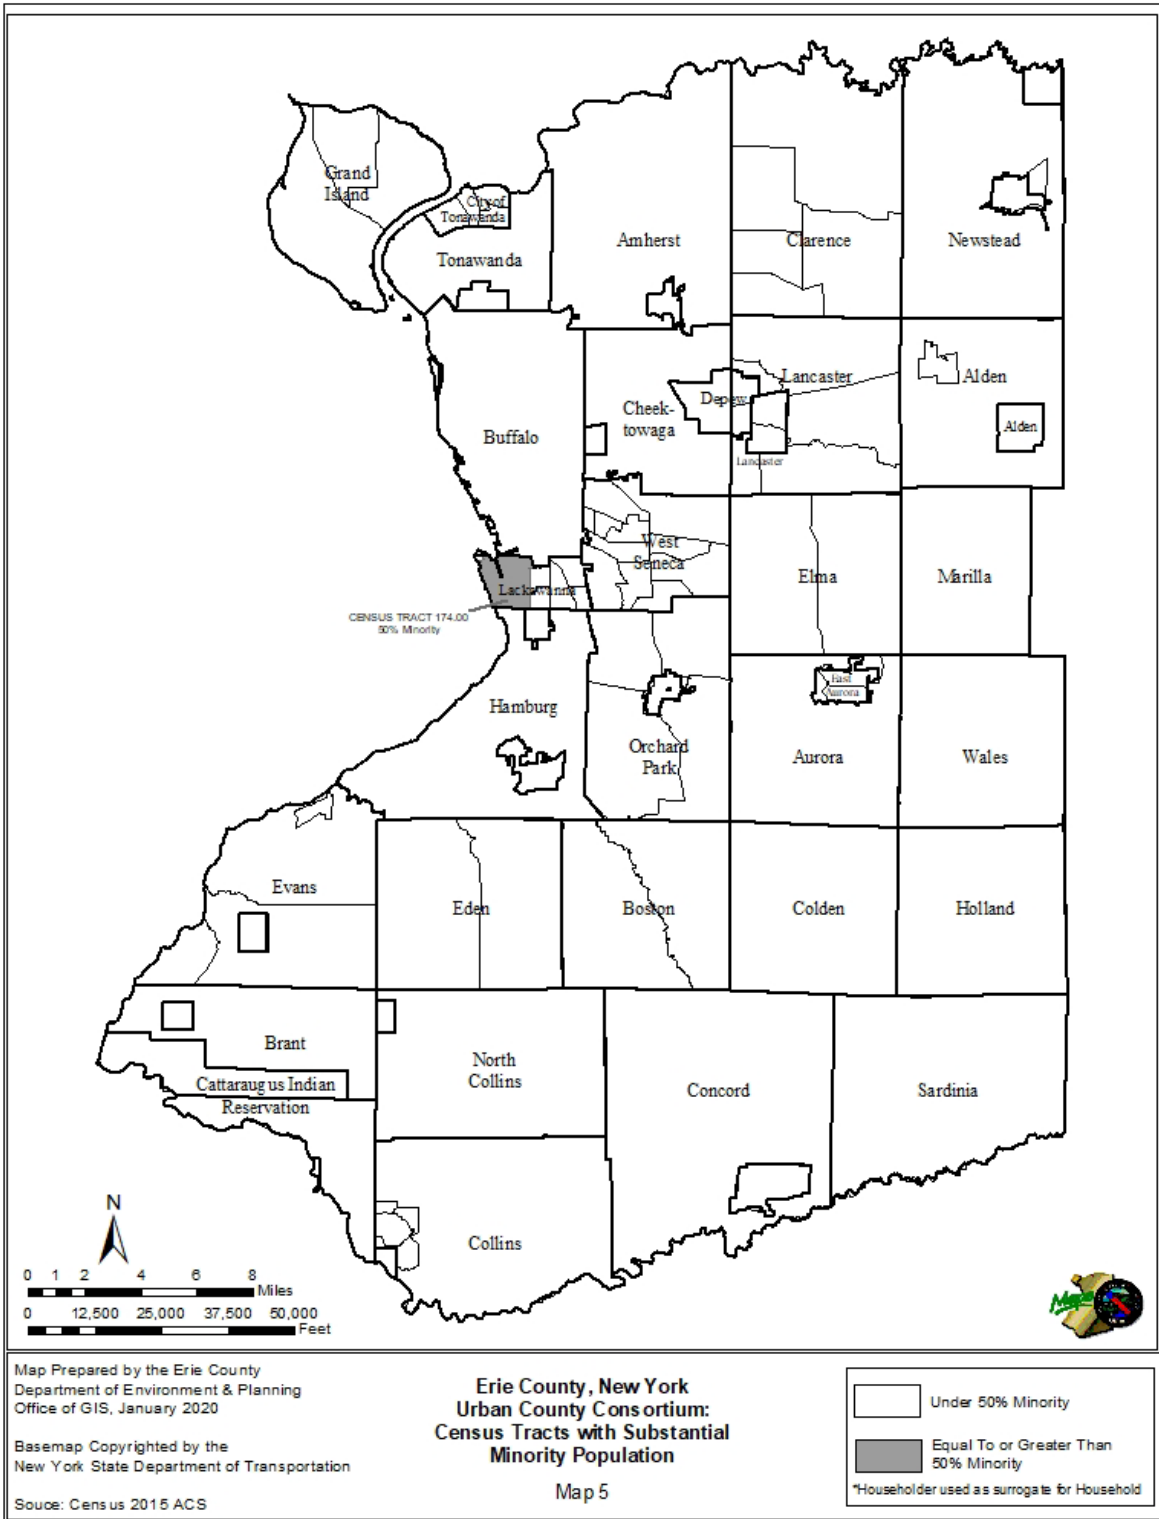 Grand
Island
City of
Tonawanda
Tonawanda
Amherst
Clarence
Newstead
Buffalo
Cheek-
towaga
Depew
Lancaster
Lancaster
Alden
Alden
West
Seneca
Lackawanna
CENSUS TRACT 174.00
50% Minority
Elma
Marilla
Hamburg
Orchard
Park
East
Aurora
Aurora
Wales
Evans
Eden
Boston
Colden
Holland
Brant
Cattaraugus Indian
Reservation
North
Collins
Concord
Sardinia
Collins
N
0 1 2 4 6 8
Miles
0 12,500 25,000 37,500 50,000
Feet
Map Prepared by the Erie County
Department of Environment & Planning
Office of GIS, January 2020
Basemap Copyrighted by the
New York State Department of Transportation
Souce: Census 2015 ACS
Erie County, New York
Urban County Consortium:
Census Tracts with Substantial
Minority Population
Map 5
Under 50% Minority
Equal To or Greater Than
50% Minority
*Householder used as surrogate for Household